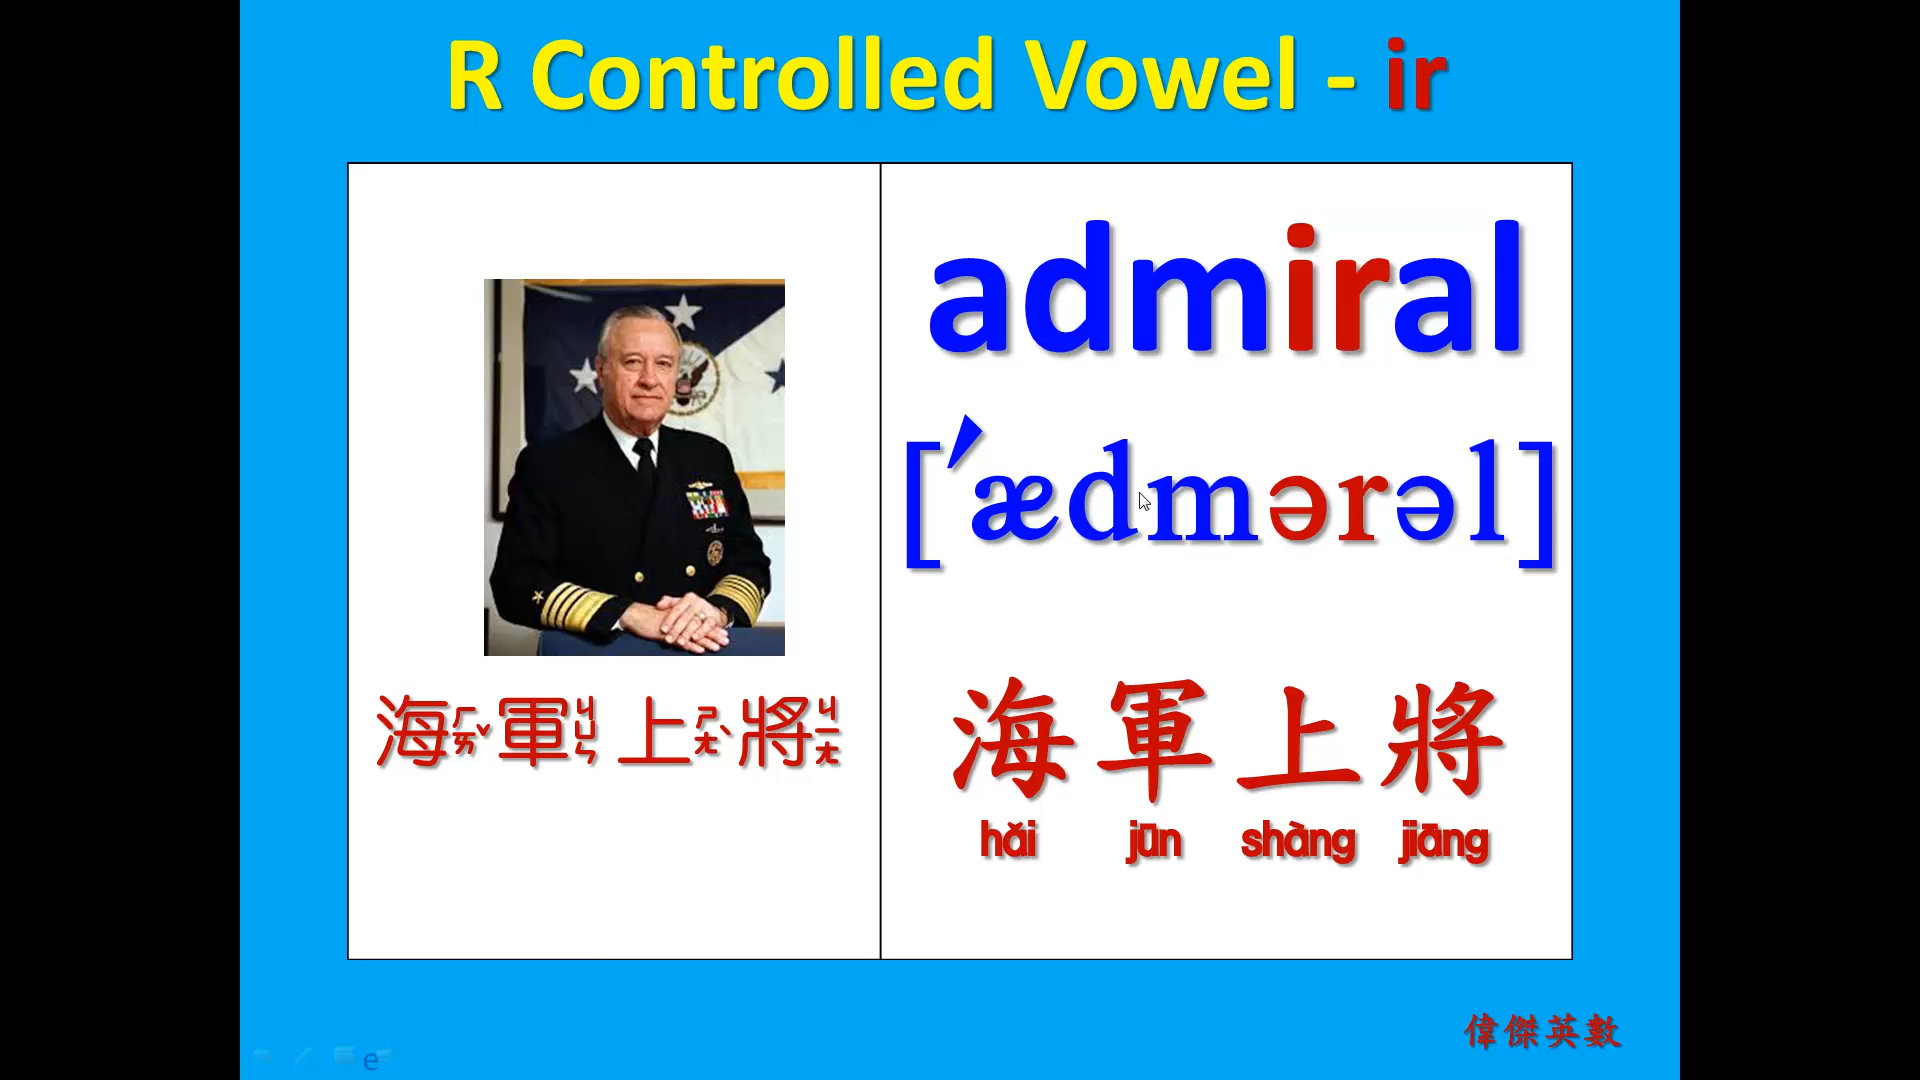 R Controlled Vowel - ir
admiral
[ˊædmərəl]
海ㄏㄞˇ軍ㄐㄩㄣ上ㄕㄤˋ將ㄐㄧㄤ
海軍上將
hǎi jūn shàng jiāng
偉傑英數